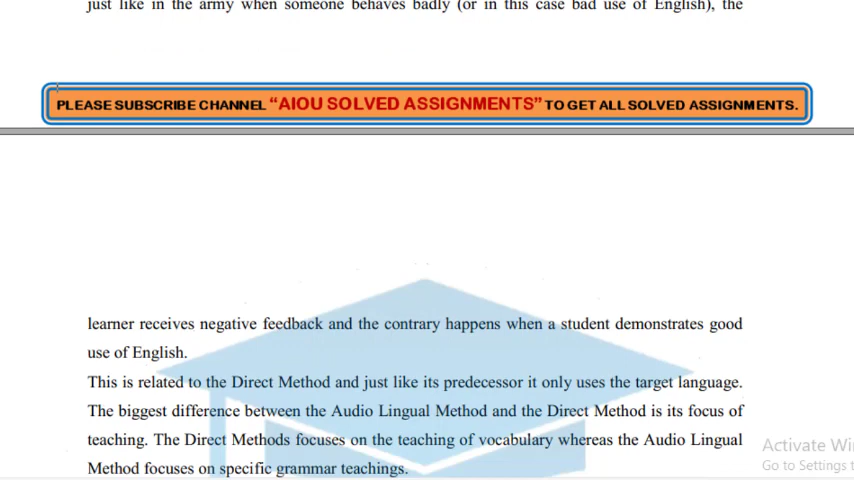 just like in the army when someone behaves badly (or in this case bad use of English), the
PLEASE SUBSCRIBE CHANNEL “AIOU SOLVED ASSIGNMENTS” TO GET ALL SOLVED ASSIGNMENTS.
learner receives negative feedback and the contrary happens when a student demonstrates good
use of English.
This is related to the Direct Method and just like its predecessor it only uses the target language.
The biggest difference between the Audio Lingual Method and the Direct Method is its focus of
teaching. The Direct Methods focuses on the teaching of vocabulary whereas the Audio Lingual
Method focuses on specific grammar teachings.
Activate Wi
Go to Settings t